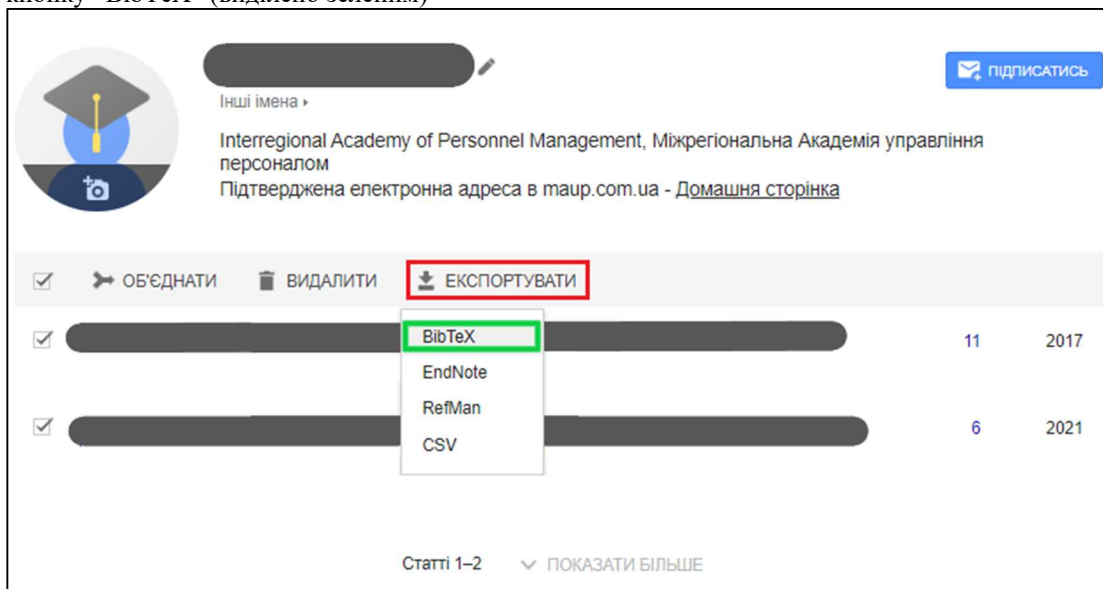 кнопку "BibTeX" (виділено зеленим)
Інші імена
ПІДПИСАТИСЬ
Interregional Academy of Personnel Management, Міжрегіональна Академія управління
персоналом
Підтверджена електронна адреса в maup.com.ua - Домашня сторінка
ОБ'ЄДНАТИ ВИДАЛИТИ ЕКСПОРТУВАТИ
BibTeX 11 2017
EndNote
RefMan
CSV 6 2021
Статті 1–2 ПОКАЗАТИ БІЛЬШЕ